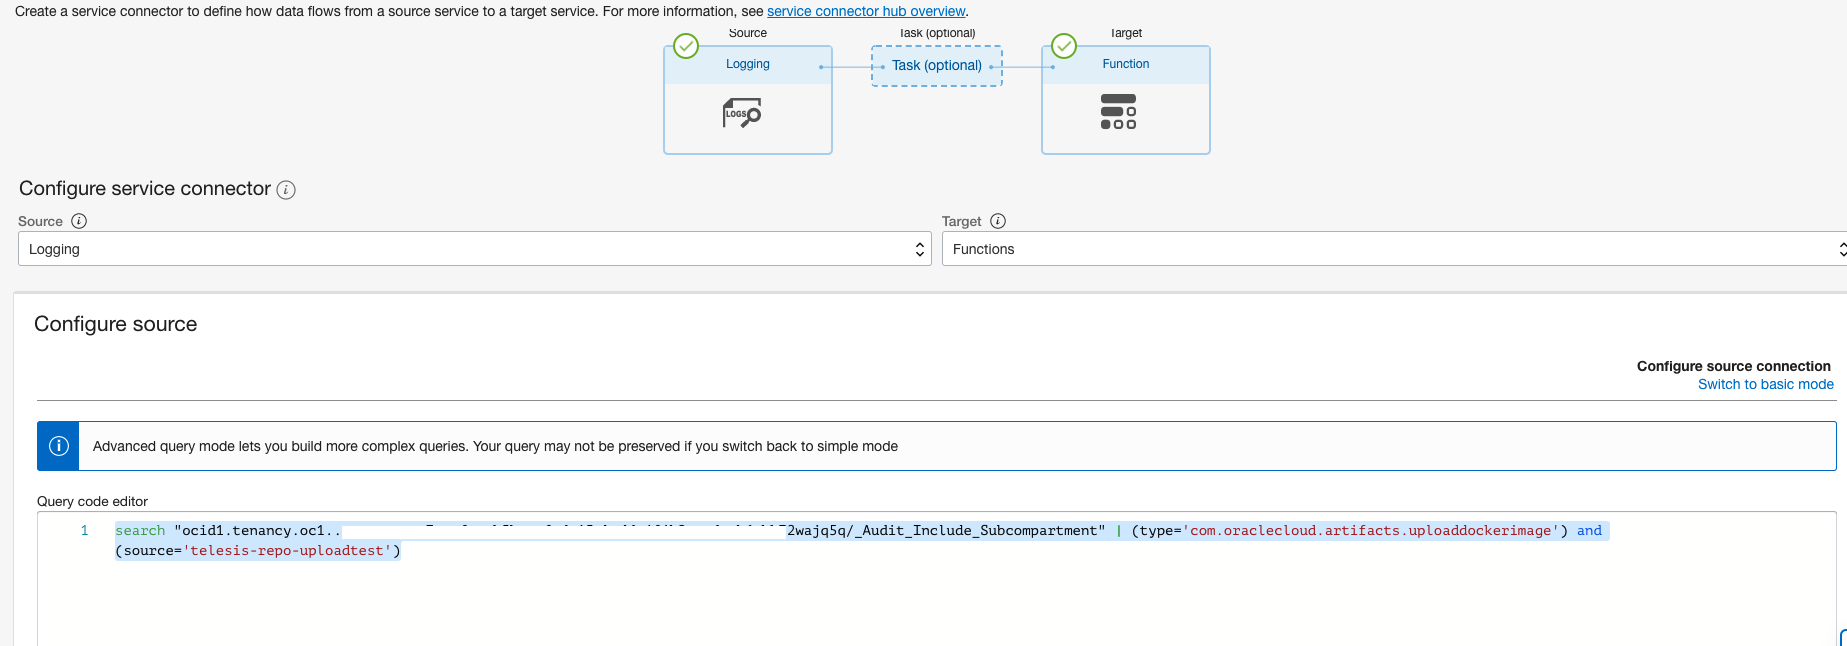 Create a service connector to define how data flows from a source service to a target service. For more information, see service connector hub overview.
Source
Task (optional)
Target
Logging
Task (optional)
Function
LOGS
Configure service connector
Source
Target
Logging
Functions
Configure source
Configure source connection
Switch to basic mode
Advanced query mode lets you build more complex queries. Your query may not be preserved if you switch back to simple mode
Query code editor
1 search "ocid1.tenancy.oc1.. 2wajq5q/_Audit_Include_Subcompartment" | (type='com.oraclecloud.artifacts.uploaddockerimage') and
(source='telesis-repo-uploadtest')